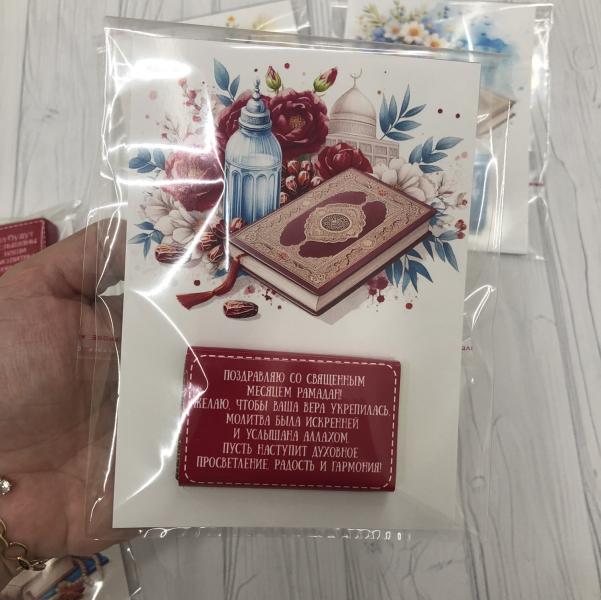 ПОЗДРАВЛЯЮ СО СВЯЩЕННЫМ
МЕСЯЦЕМ РАМАДАН!
ЖЕЛАЮ, ЧТОБЫ ВАША ВЕРА УКРЕПИЛАСЬ,
МОЛИТВА БЫЛА ИСКРЕННЕЙ
И УСЛЫШАНА АЛЛАХОМ.
ПУСТЬ НАСТУПИТ ДУХОВНОЕ
ПРОСВЕТЛЕНИЕ, РАДОСТЬ И ГАРМОНИЯ!